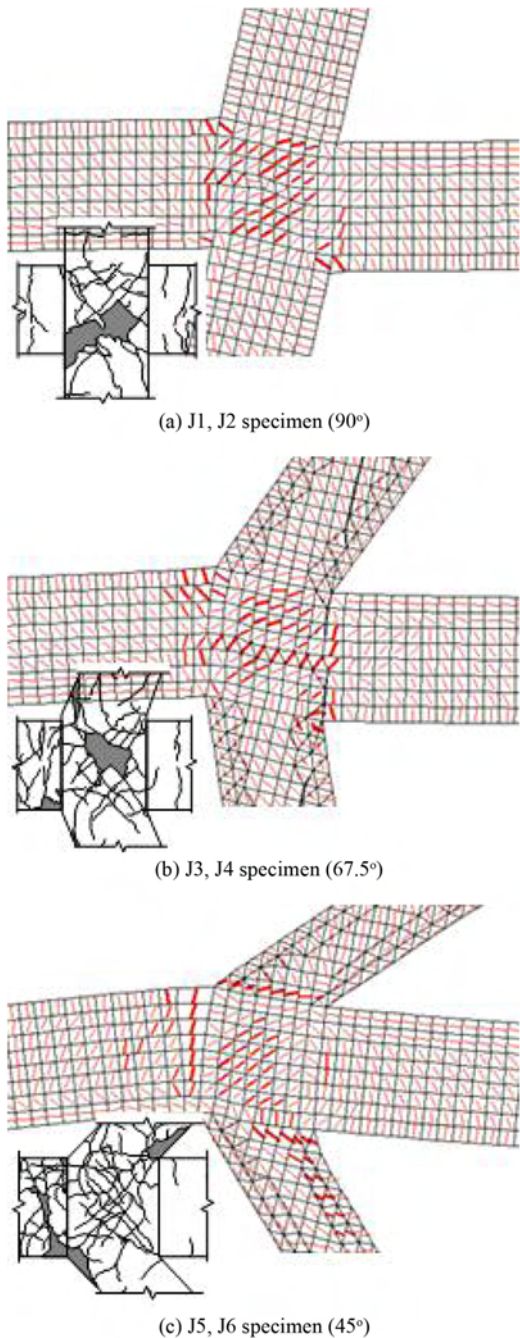 (a) J1, J2 specimen (90°)
(b) J3, J4 specimen (67.5°)
(c) J5, J6 specimen (45°)